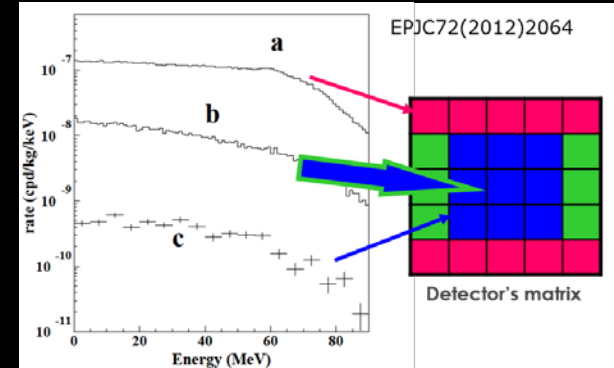 EPJC72(2012)2064
a
b
c
rate (cpd/kg/keV)
10 -7
10 -8
10 -9
10 -10
10 -11
0
20
40
60
80
Energy (MeV)
Detector's matrix